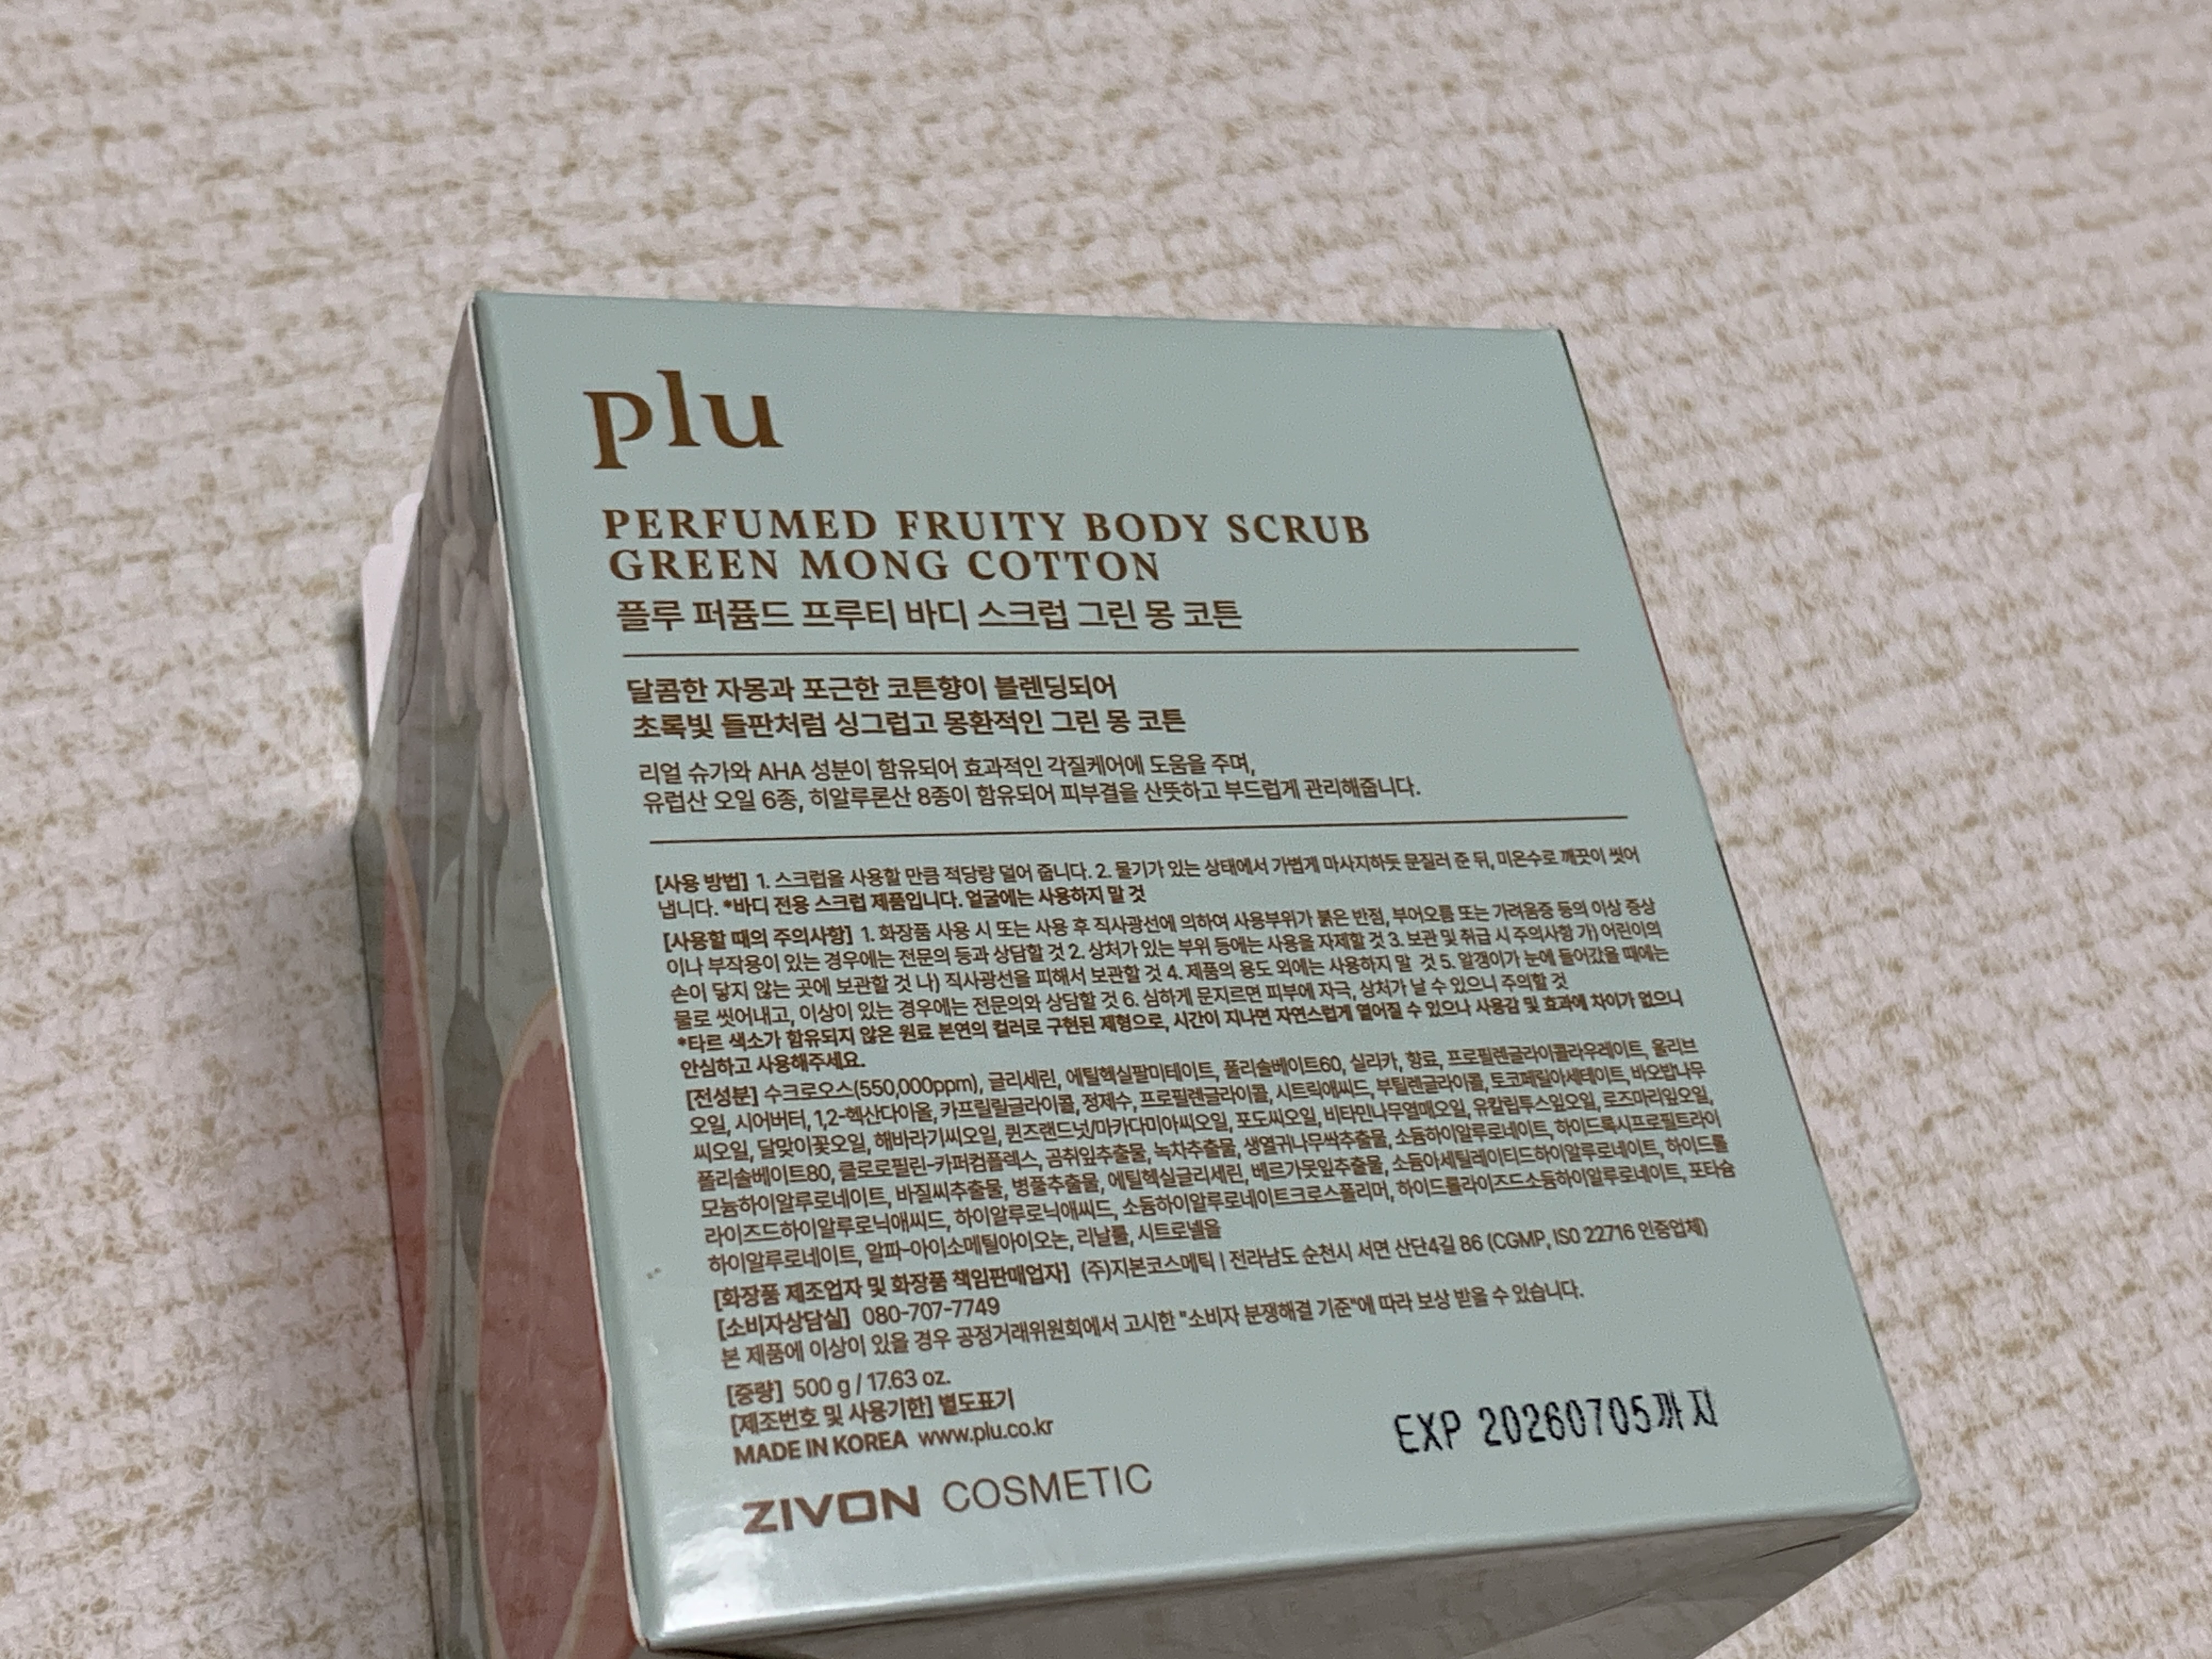 plu
PERFUMED FRUITY BODY SCRUB
GREEN MONG COTTON
플루 퍼퓸드 프루티 바디 스크럽 그린 몽 코튼
달콤한 자몽과 포근한 코튼향이 블렌딩되어
초록빛 들판처럼 싱그럽고 몽환적인 그린 몽 코튼
리얼 슈가와 AHA 성분이 함유되어 효과적인 각질케어에 도움을 주며,
유럽산 오일 6종, 히알루론산 8종이 함유되어 피부결을 산뜻하고 부드럽게 관리해줍니다.
[사용 방법] 1. 스크럽을 사용할 만큼 적당량 덜어 줍니다. 2. 물기가 있는 상태에서 가볍게 마사지하듯 문질러 준 뒤, 미온수로 깨끗이 씻어
냅니다. *바디 전용 스크럽 제품입니다. 얼굴에는 사용하지 말 것
[사용할 때의 주의사항] 1. 화장품 사용 시 또는 사용 후 직사광선에 의하여 사용부위가 붉은 반점, 부어오름 또는 가려움증 등의 이상 증상
이나 부작용이 있는 경우에는 전문의 등과 상담할 것 2. 상처가 있는 부위 등에는 사용을 자제할 것 3. 보관 및 취급 시 주의사항 가) 어린이의
손이 닿지 않는 곳에 보관할 것 나) 직사광선을 피해서 보관할 것 4. 제품의 용도 외에는 사용하지 말 것 5. 알갱이가 눈에 들어갔을 때에는
물로 씻어내고, 이상이 있는 경우에는 전문의와 상담할 것 6. 심하게 문지르면 피부에 자극, 상처가 날 수 있으니 주의할 것
*타르 색소가 함유되지 않은 원료 본연의 컬러로 구현된 제형으로, 시간이 지나면 자연스럽게 옅어질 수 있으나 사용감 및 효과에 차이가 없으니
안심하고 사용해주세요.
[전성분] 수크로오스(550,000ppm), 글리세린, 에틸헥실팔미테이트, 폴리솔베이트60, 실리카, 향료, 프로필렌글라이콜라우레이트, 올리브
오일, 시어버터, 1,2-헥산다이올, 카프릴릴글라이콜, 정제수, 프로필렌글라이콜, 시트릭애씨드, 부틸렌글라이콜, 토코페릴아세테이트, 바오밥나무
씨오일, 달맞이꽃오일, 해바라기씨오일, 퀸즈랜드넛/마카다미아씨오일, 포도씨오일, 비타민나무열매오일, 유칼립투스잎오일, 로즈마리잎오일,
폴리솔베이트80, 클로로필린-카퍼컴플렉스, 곰취잎추출물, 녹차추출물, 생열귀나무싹추출물, 소듐하이알루로네이트, 하이드록시프로필트라이
모늄하이알루로네이트, 바질씨추출물, 병풀추출물, 에틸헥실글리세린, 베르가못잎추출물, 소듐아세틸레이티드하이알루로네이트, 하이드롤
라이즈드하이알루로닉애씨드, 하이알루로닉애씨드, 소듐하이알루로네이트크로스폴리머, 하이드롤라이즈드소듐하이알루로네이트, 포타슘
하이알루로네이트, 알파-아이소메틸아이오논, 리날룰, 시트로넬올
[화장품 제조업자 및 화장품 책임판매업자] (주)지본코스메틱 | 전라남도 순천시 서면 산단4길 86 (CGMP, ISO 22716 인증업체)
[소비자상담실] 080-707-7749
본 제품에 이상이 있을 경우 공정거래위원회에서 고시한 "소비자 분쟁해결 기준"에 따라 보상 받을 수 있습니다.
[중량] 500 g / 17.63 oz.
[제조번호 및 사용기한] 별도표기
MADE IN KOREA www.plu.co.kr
EXP 20260705까지
ZIVON COSMETIC